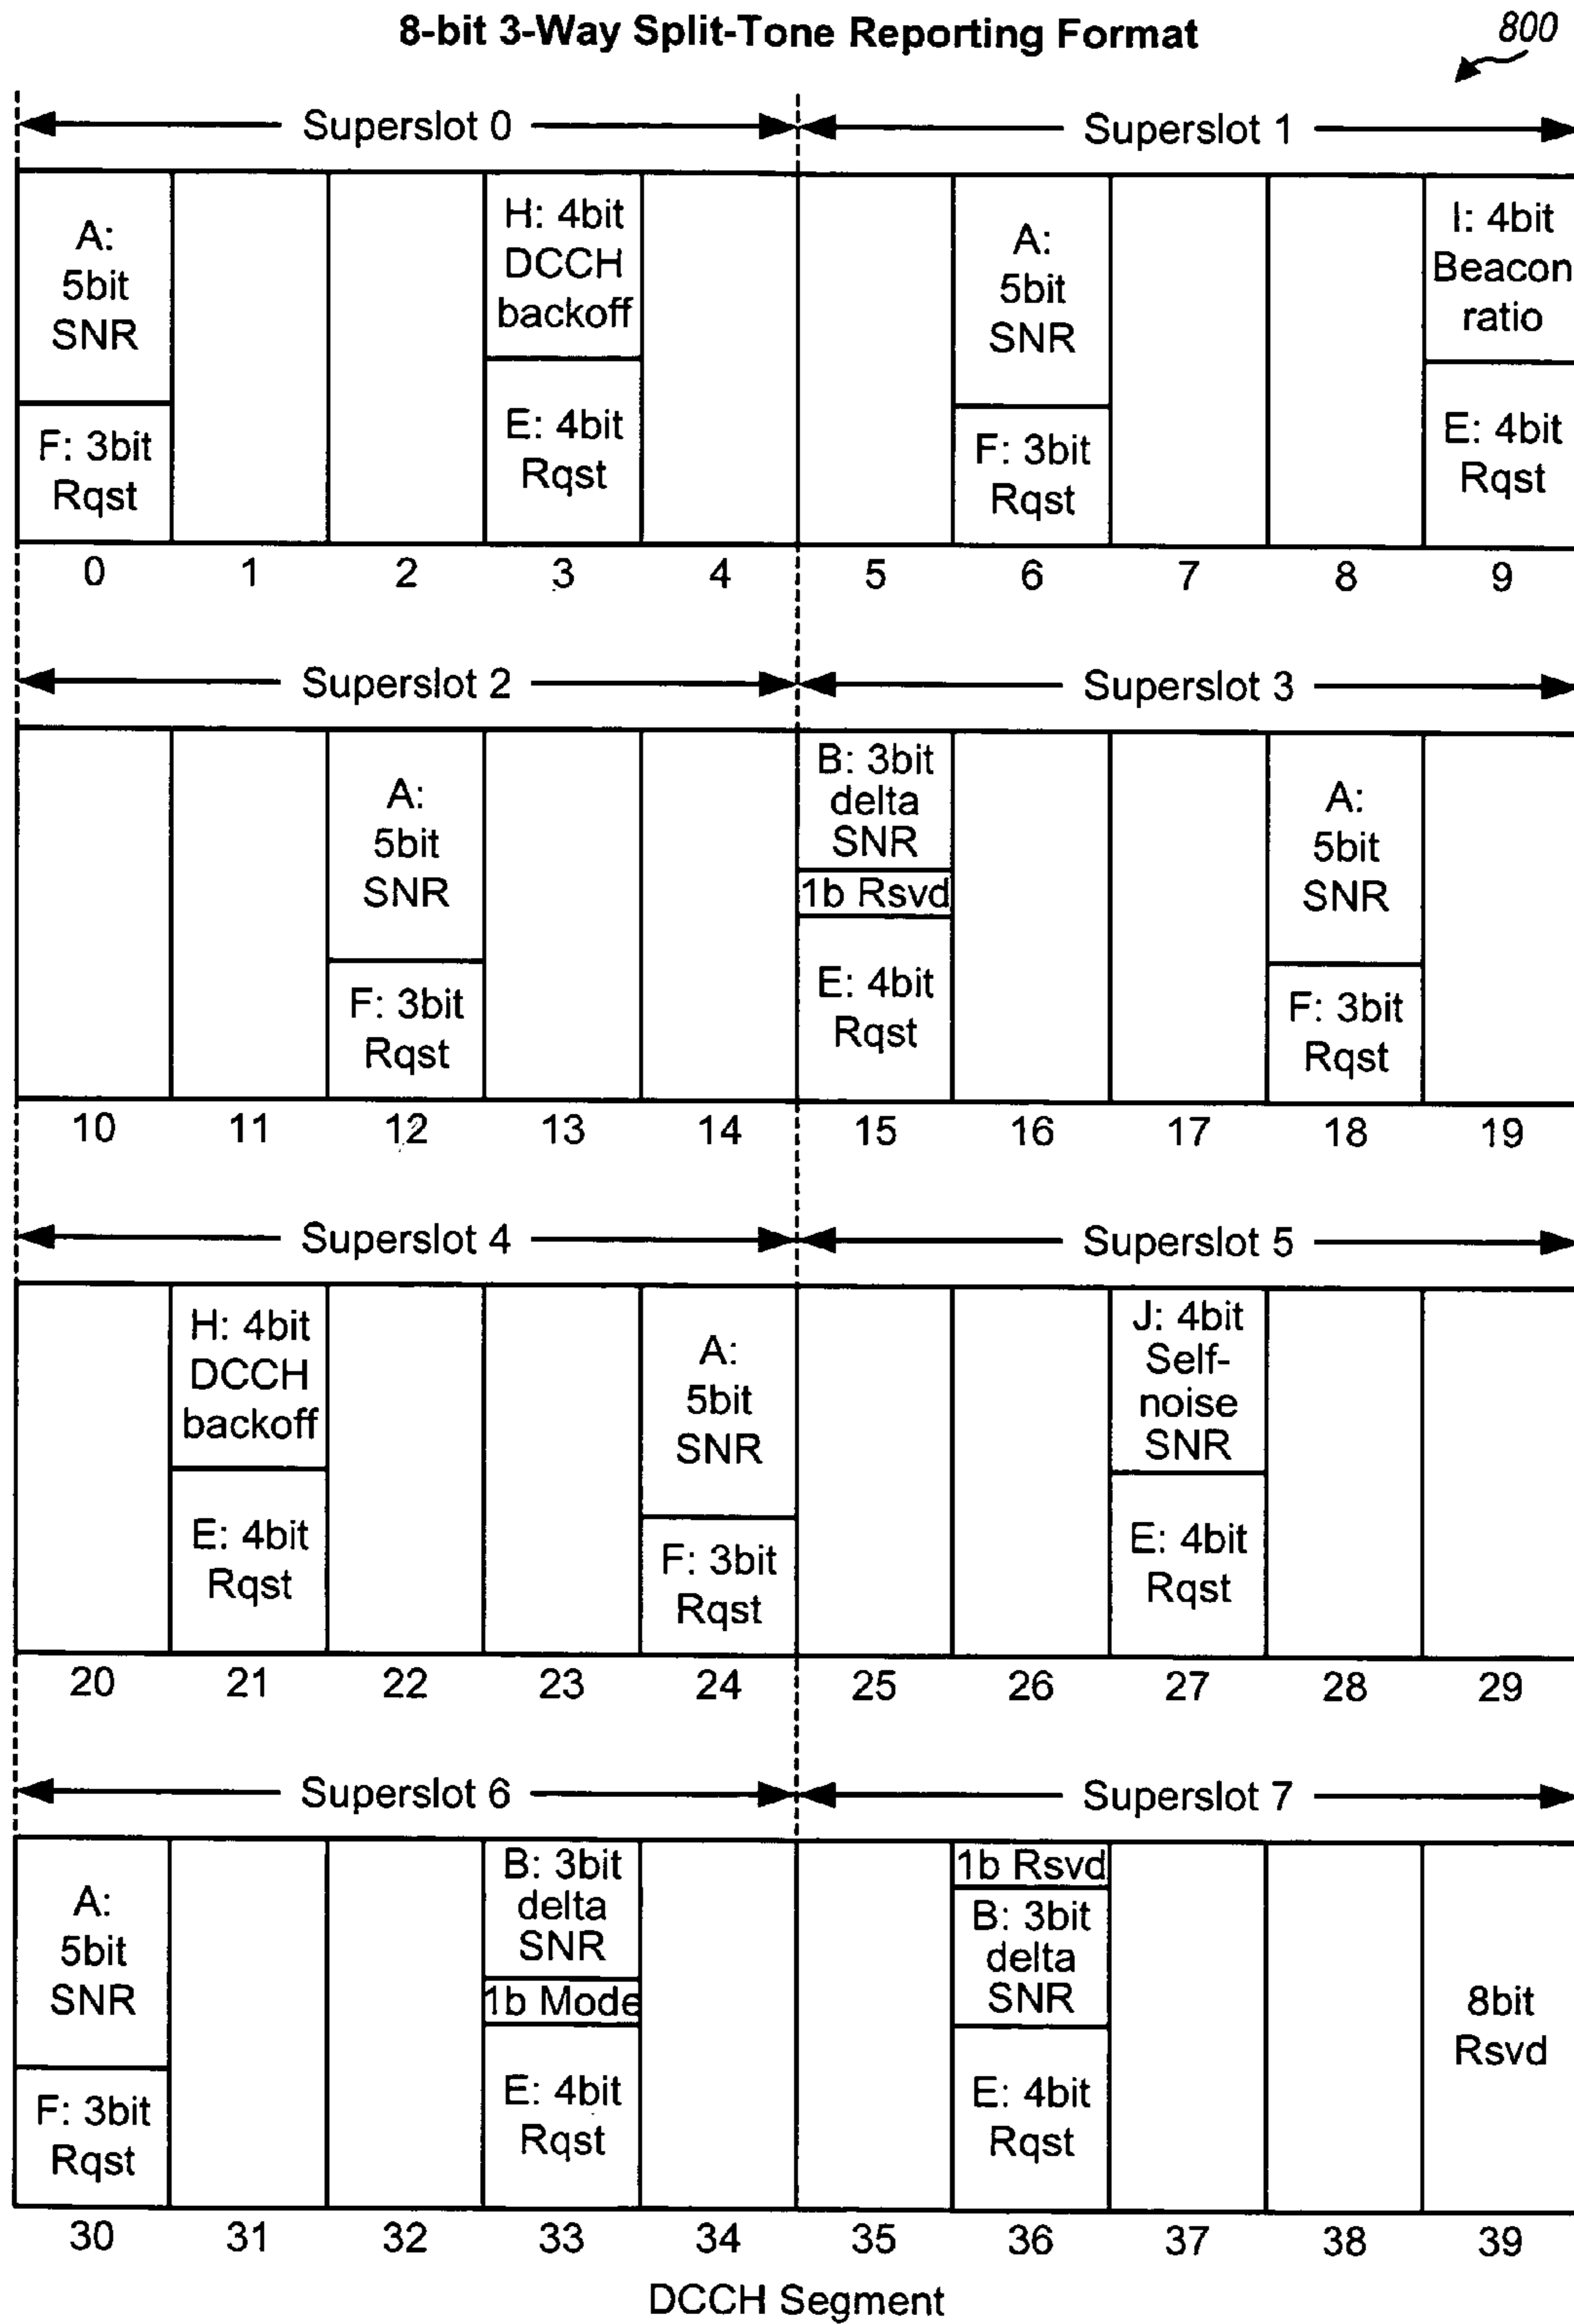 8-bit 3-Way Split-Tone Reporting Format
800
Superslot 0
Superslot 1
A:
5bit
SNR
F: 3bit
Rqst
H: 4bit
DCCH
backoff
E: 4bit
Rqst
A:
5bit
SNR
F: 3bit
Rqst
I: 4bit
Beacon
ratio
E: 4bit
Rqst
0 1 2 3 4 5 6 7 8 9
Superslot 2
Superslot 3
A:
5bit
SNR
F: 3bit
Rqst
B: 3bit
delta
SNR
1b Rsvd
E: 4bit
Rqst
A:
5bit
SNR
F: 3bit
Rqst
10 11 12 13 14 15 16 17 18 19
Superslot 4
Superslot 5
H: 4bit
DCCH
backoff
E: 4bit
Rqst
A:
5bit
SNR
F: 3bit
Rqst
J: 4bit
Self-
noise
SNR
E: 4bit
Rqst
20 21 22 23 24 25 26 27 28 29
Superslot 6
Superslot 7
A:
5bit
SNR
F: 3bit
Rqst
B: 3bit
delta
SNR
1b Mode
E: 4bit
Rqst
1b Rsvd
B: 3bit
delta
SNR
E: 4bit
Rqst
8bit
Rsvd
30 31 32 33 34 35 36 37 38 39
DCCH Segment